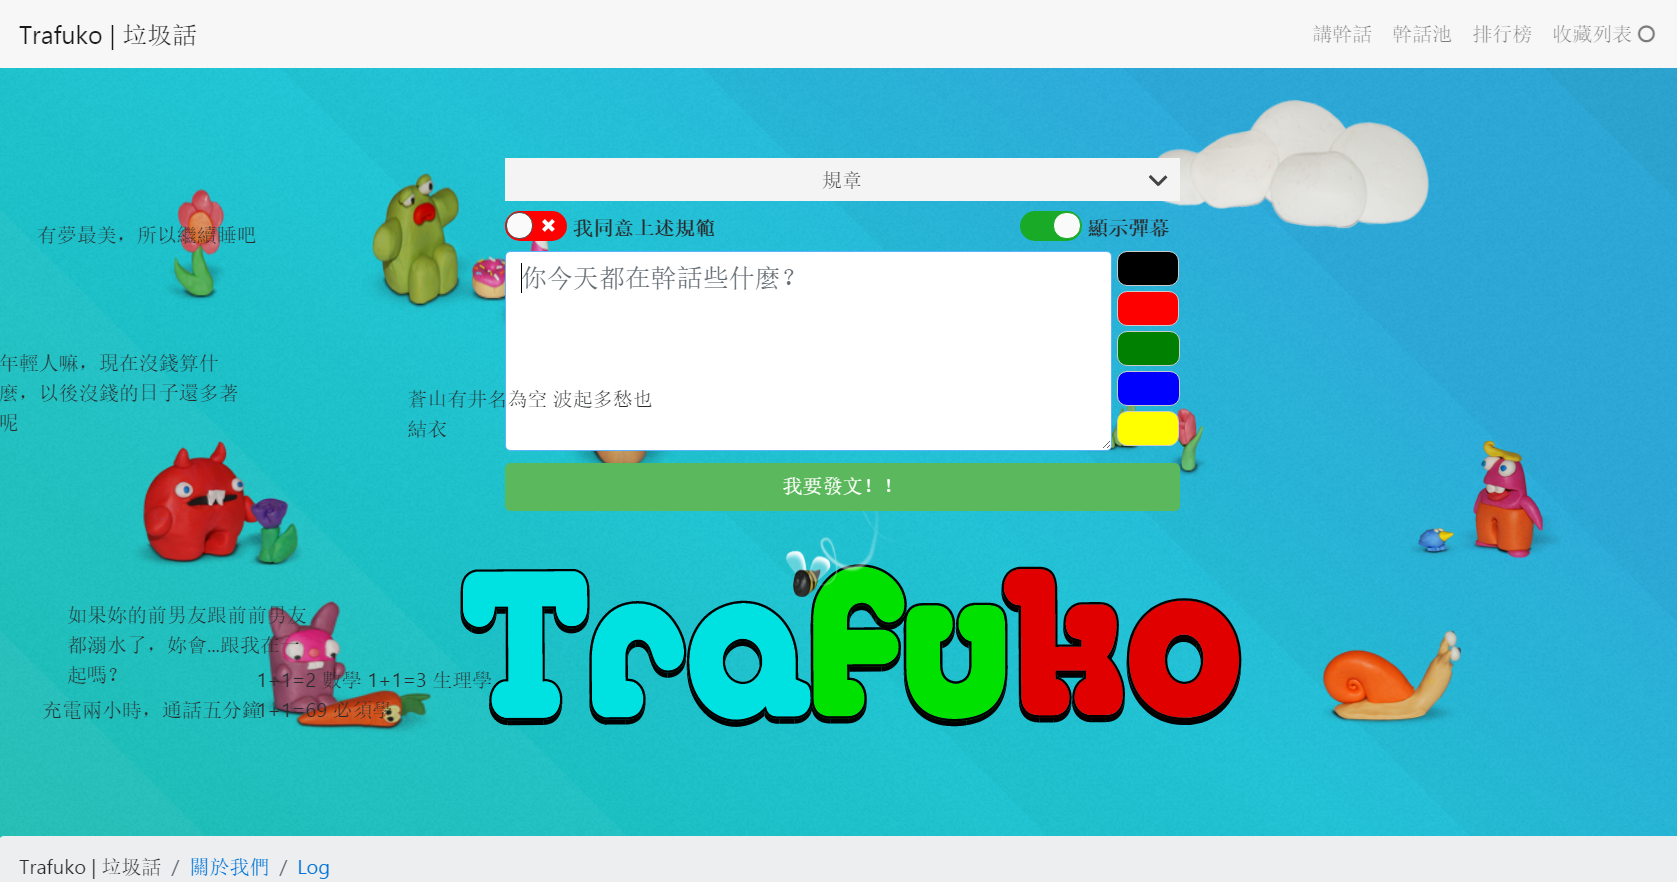 Trafuko | 垃圾話
講幹話
幹話池
排行榜
收藏列表
規章
我同意上述規範
顯示彈幕
有夢最美，所以繼續睡吧
你今天都在幹話些什麼？
年輕人嘛，現在沒錢算什
麼，以後沒錢的日子還多著
呢
蒼山有井名為空 波起多愁也
結衣
我要發文！！
Trafuko
如果妳的前男友跟前前男友
都溺水了，妳會...跟我在一
起嗎？
1+1=2 數學 1+1=3 生理學
1+1=69 必須學
充電兩小時，通話五分鐘
Trafuko | 垃圾話 / 關於我們 / Log